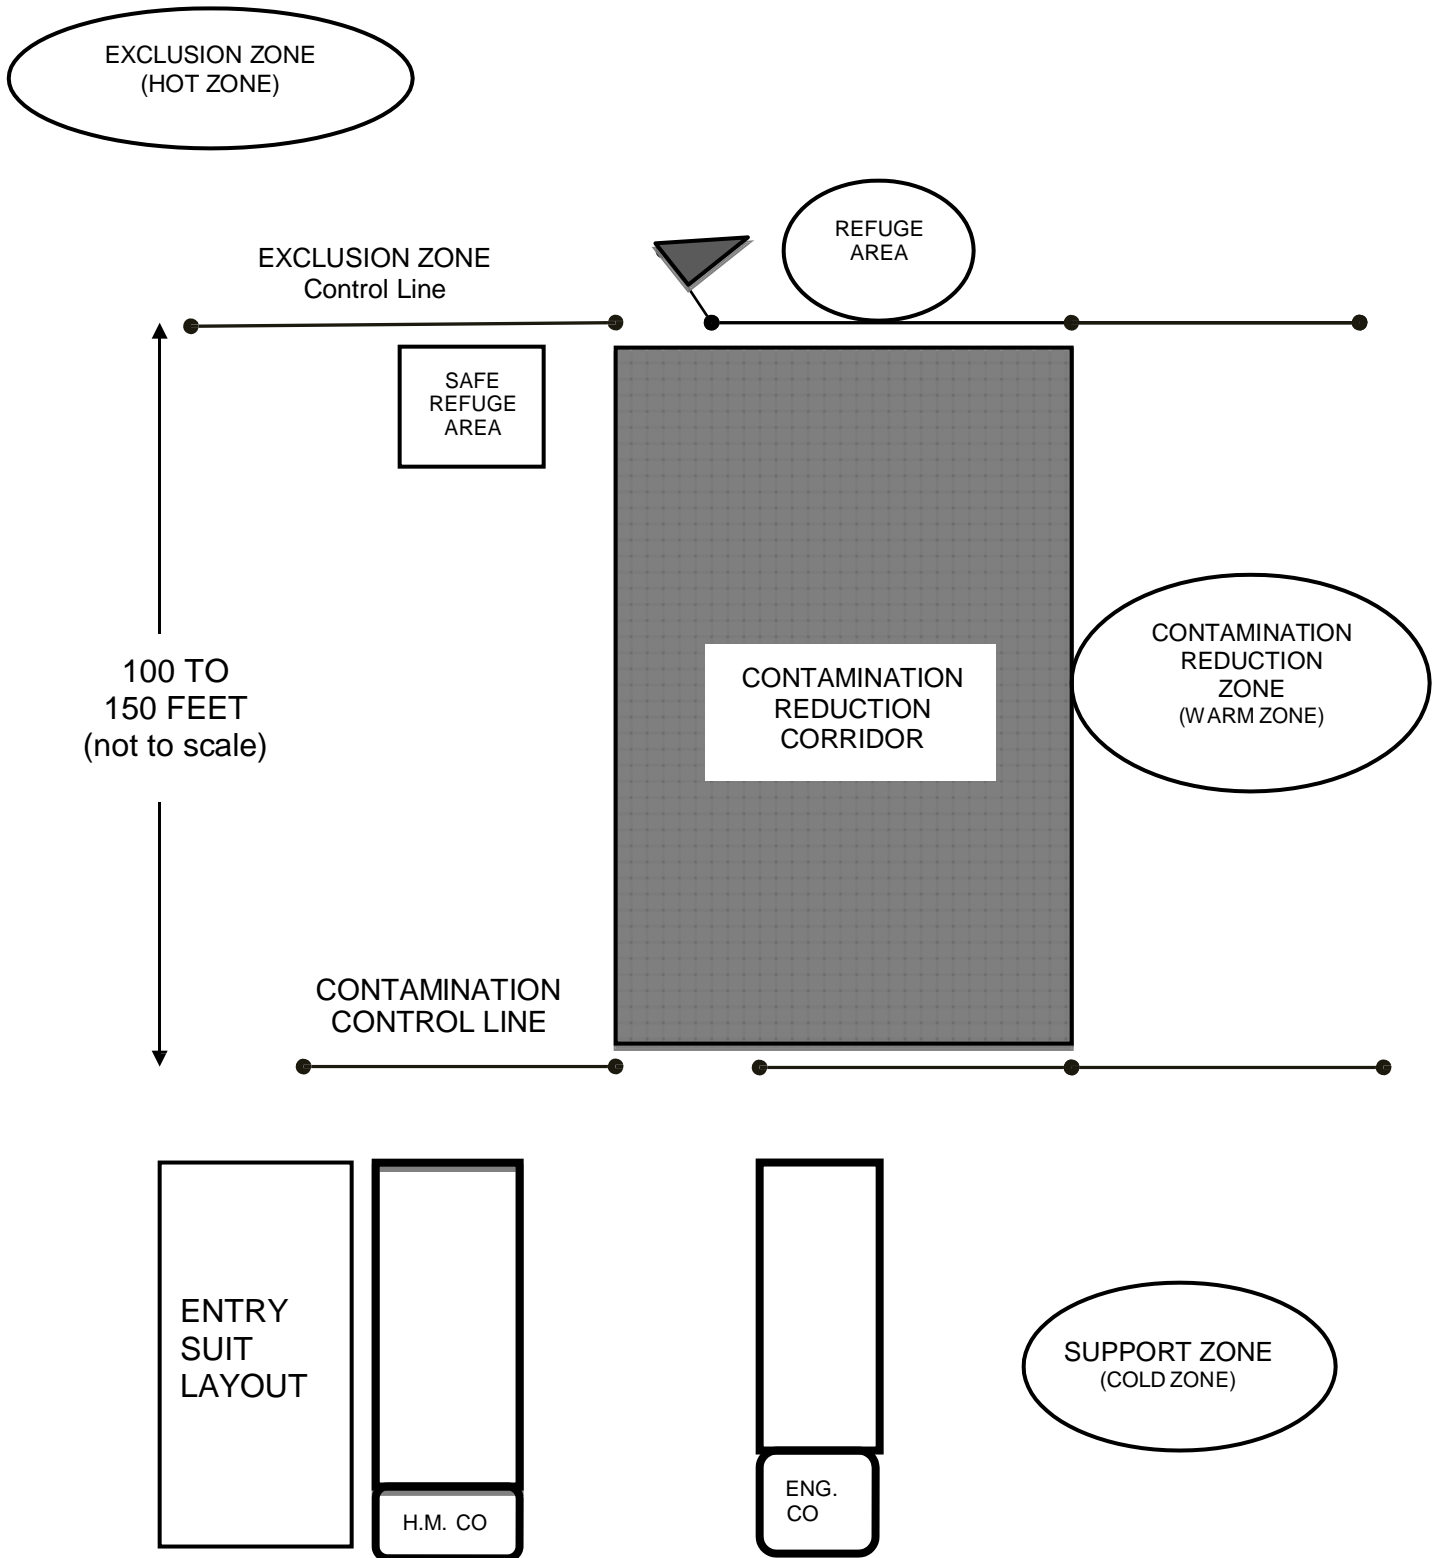 EXCLUSION ZONE
(HOT ZONE)
REFUGE
AREA
EXCLUSION ZONE
Control Line
SAFE
REFUGE
AREA
CONTAMINATION
REDUCTION
ZONE
(WARM ZONE)
100 TO
150 FEET
(not to scale)
CONTAMINATION
REDUCTION
CORRIDOR
CONTAMINATION
CONTROL LINE
ENTRY
SUIT
LAYOUT
SUPPORT ZONE
(COLD ZONE)
H.M. CO
ENG.
CO